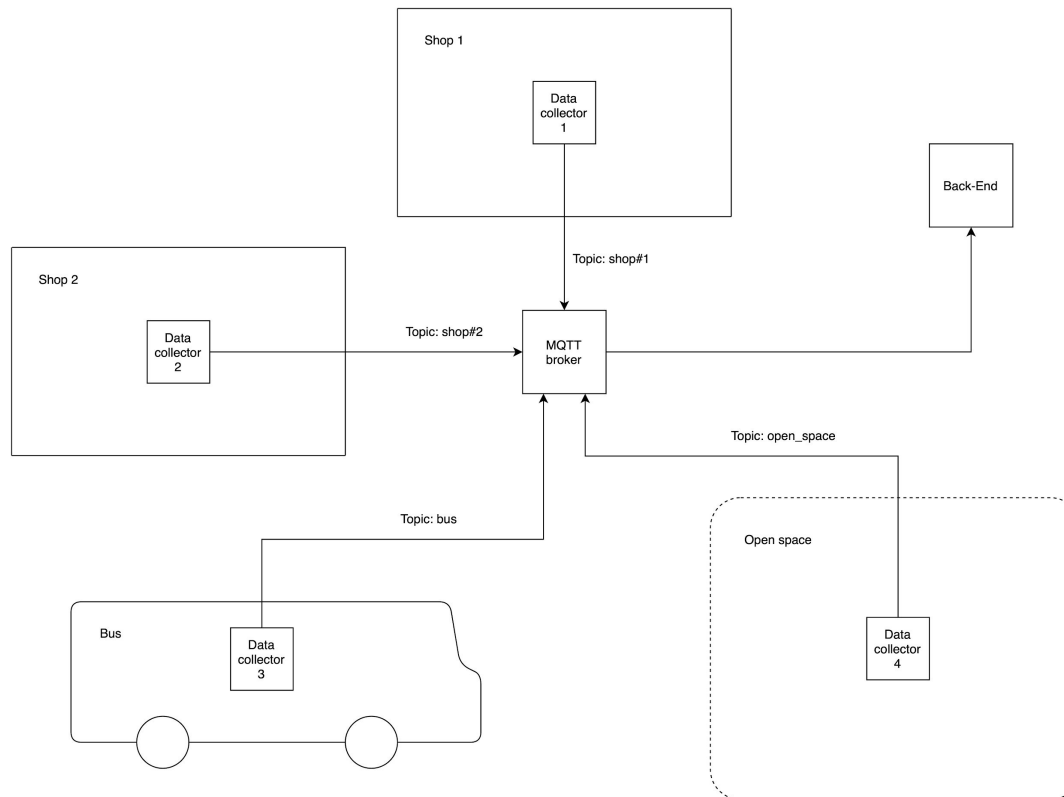 Shop 1
Data
collector
1
Back-End
Topic: shop#1
Shop 2
Data
collector
2
Topic: shop#2
MQTT
broker
Topic: open_space
Topic: bus
Open space
Bus
Data
collector
3
Data
collector
4